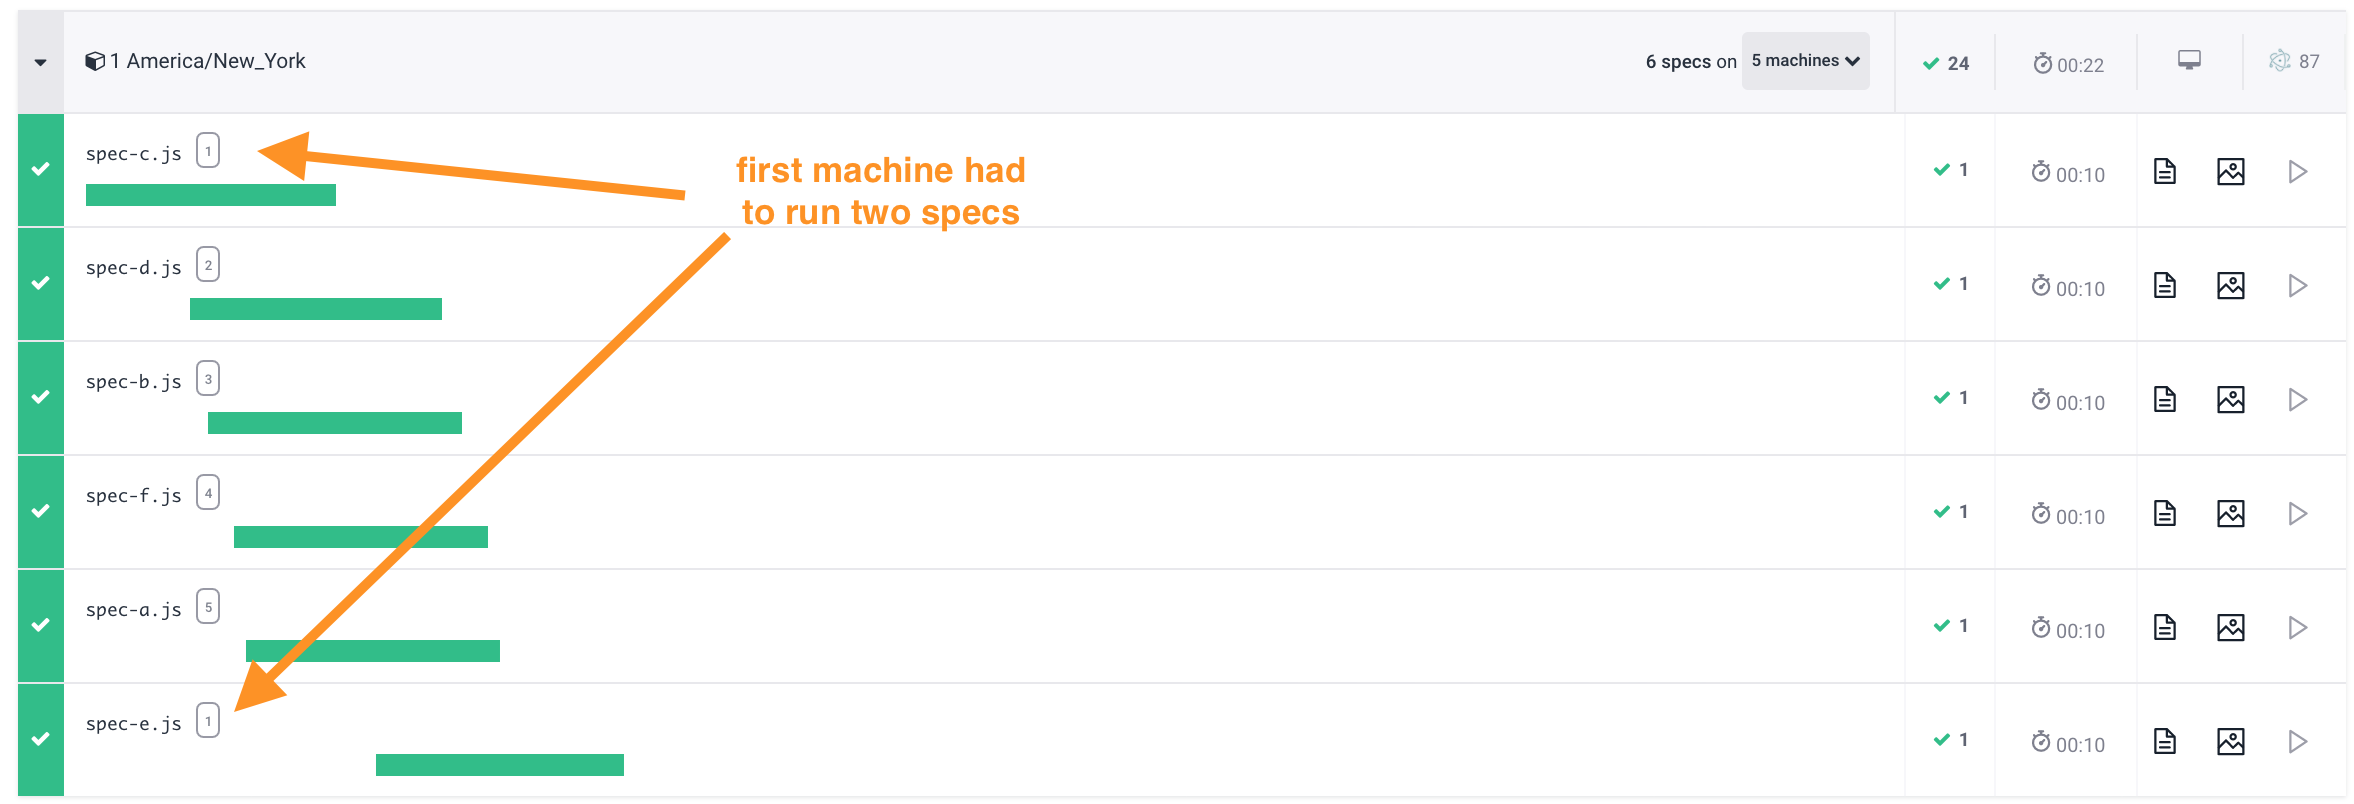 1 America/New_York
6 specs on 5 machines
24
00:22
87
spec-c.js 1
1
00:10
first machine had
to run two specs
spec-d.js 2
1
00:10
spec-b.js 3
1
00:10
spec-f.js 4
1
00:10
spec-a.js 5
1
00:10
spec-e.js 1
1
00:10